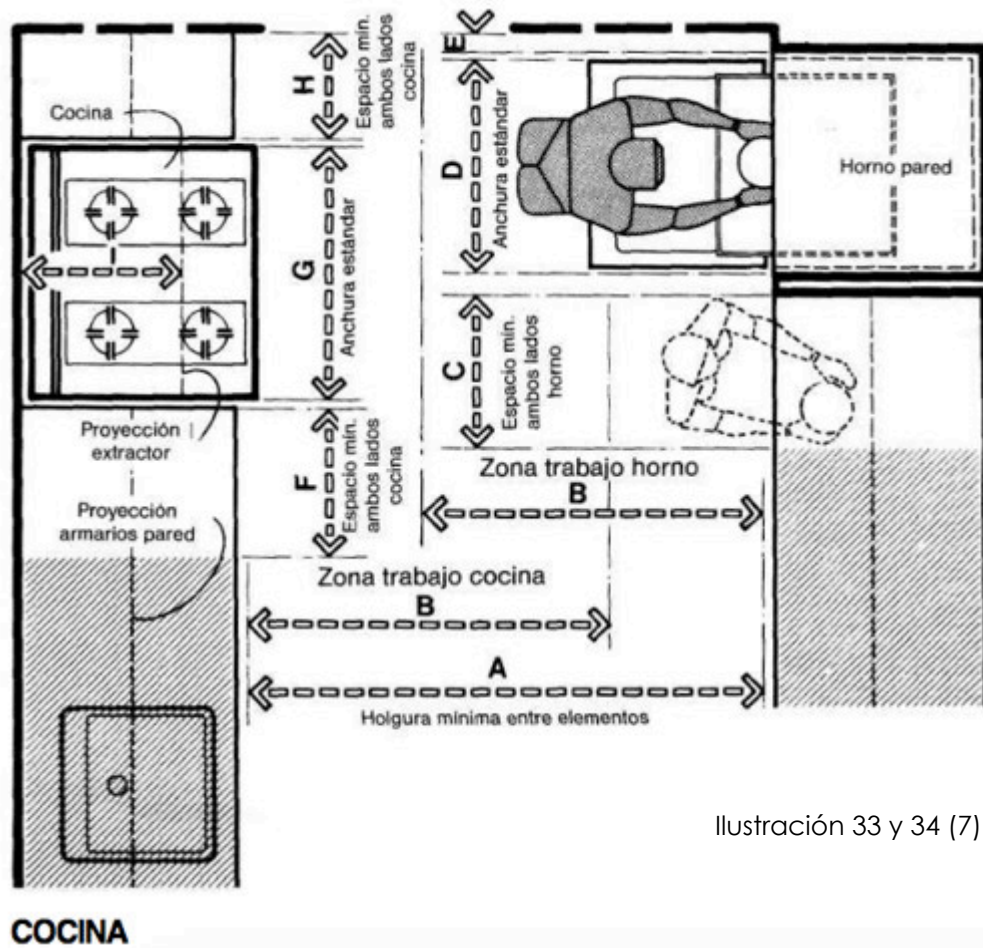 E
H
Espacio mín.
ambos lados
cocina
Cocina
D
Anchura estándar
Horno pared
I
G
Anchura estándar
C
Espacio mín.
ambos lados
horno
Proyección
extractor
F
Espacio mín.
ambos lados
cocina
Zona trabajo horno
B
Proyección
armarios pared
Zona trabajo cocina
B
A
Holgura mínima entre elementos
Ilustración 33 y 34 (7)
COCINA